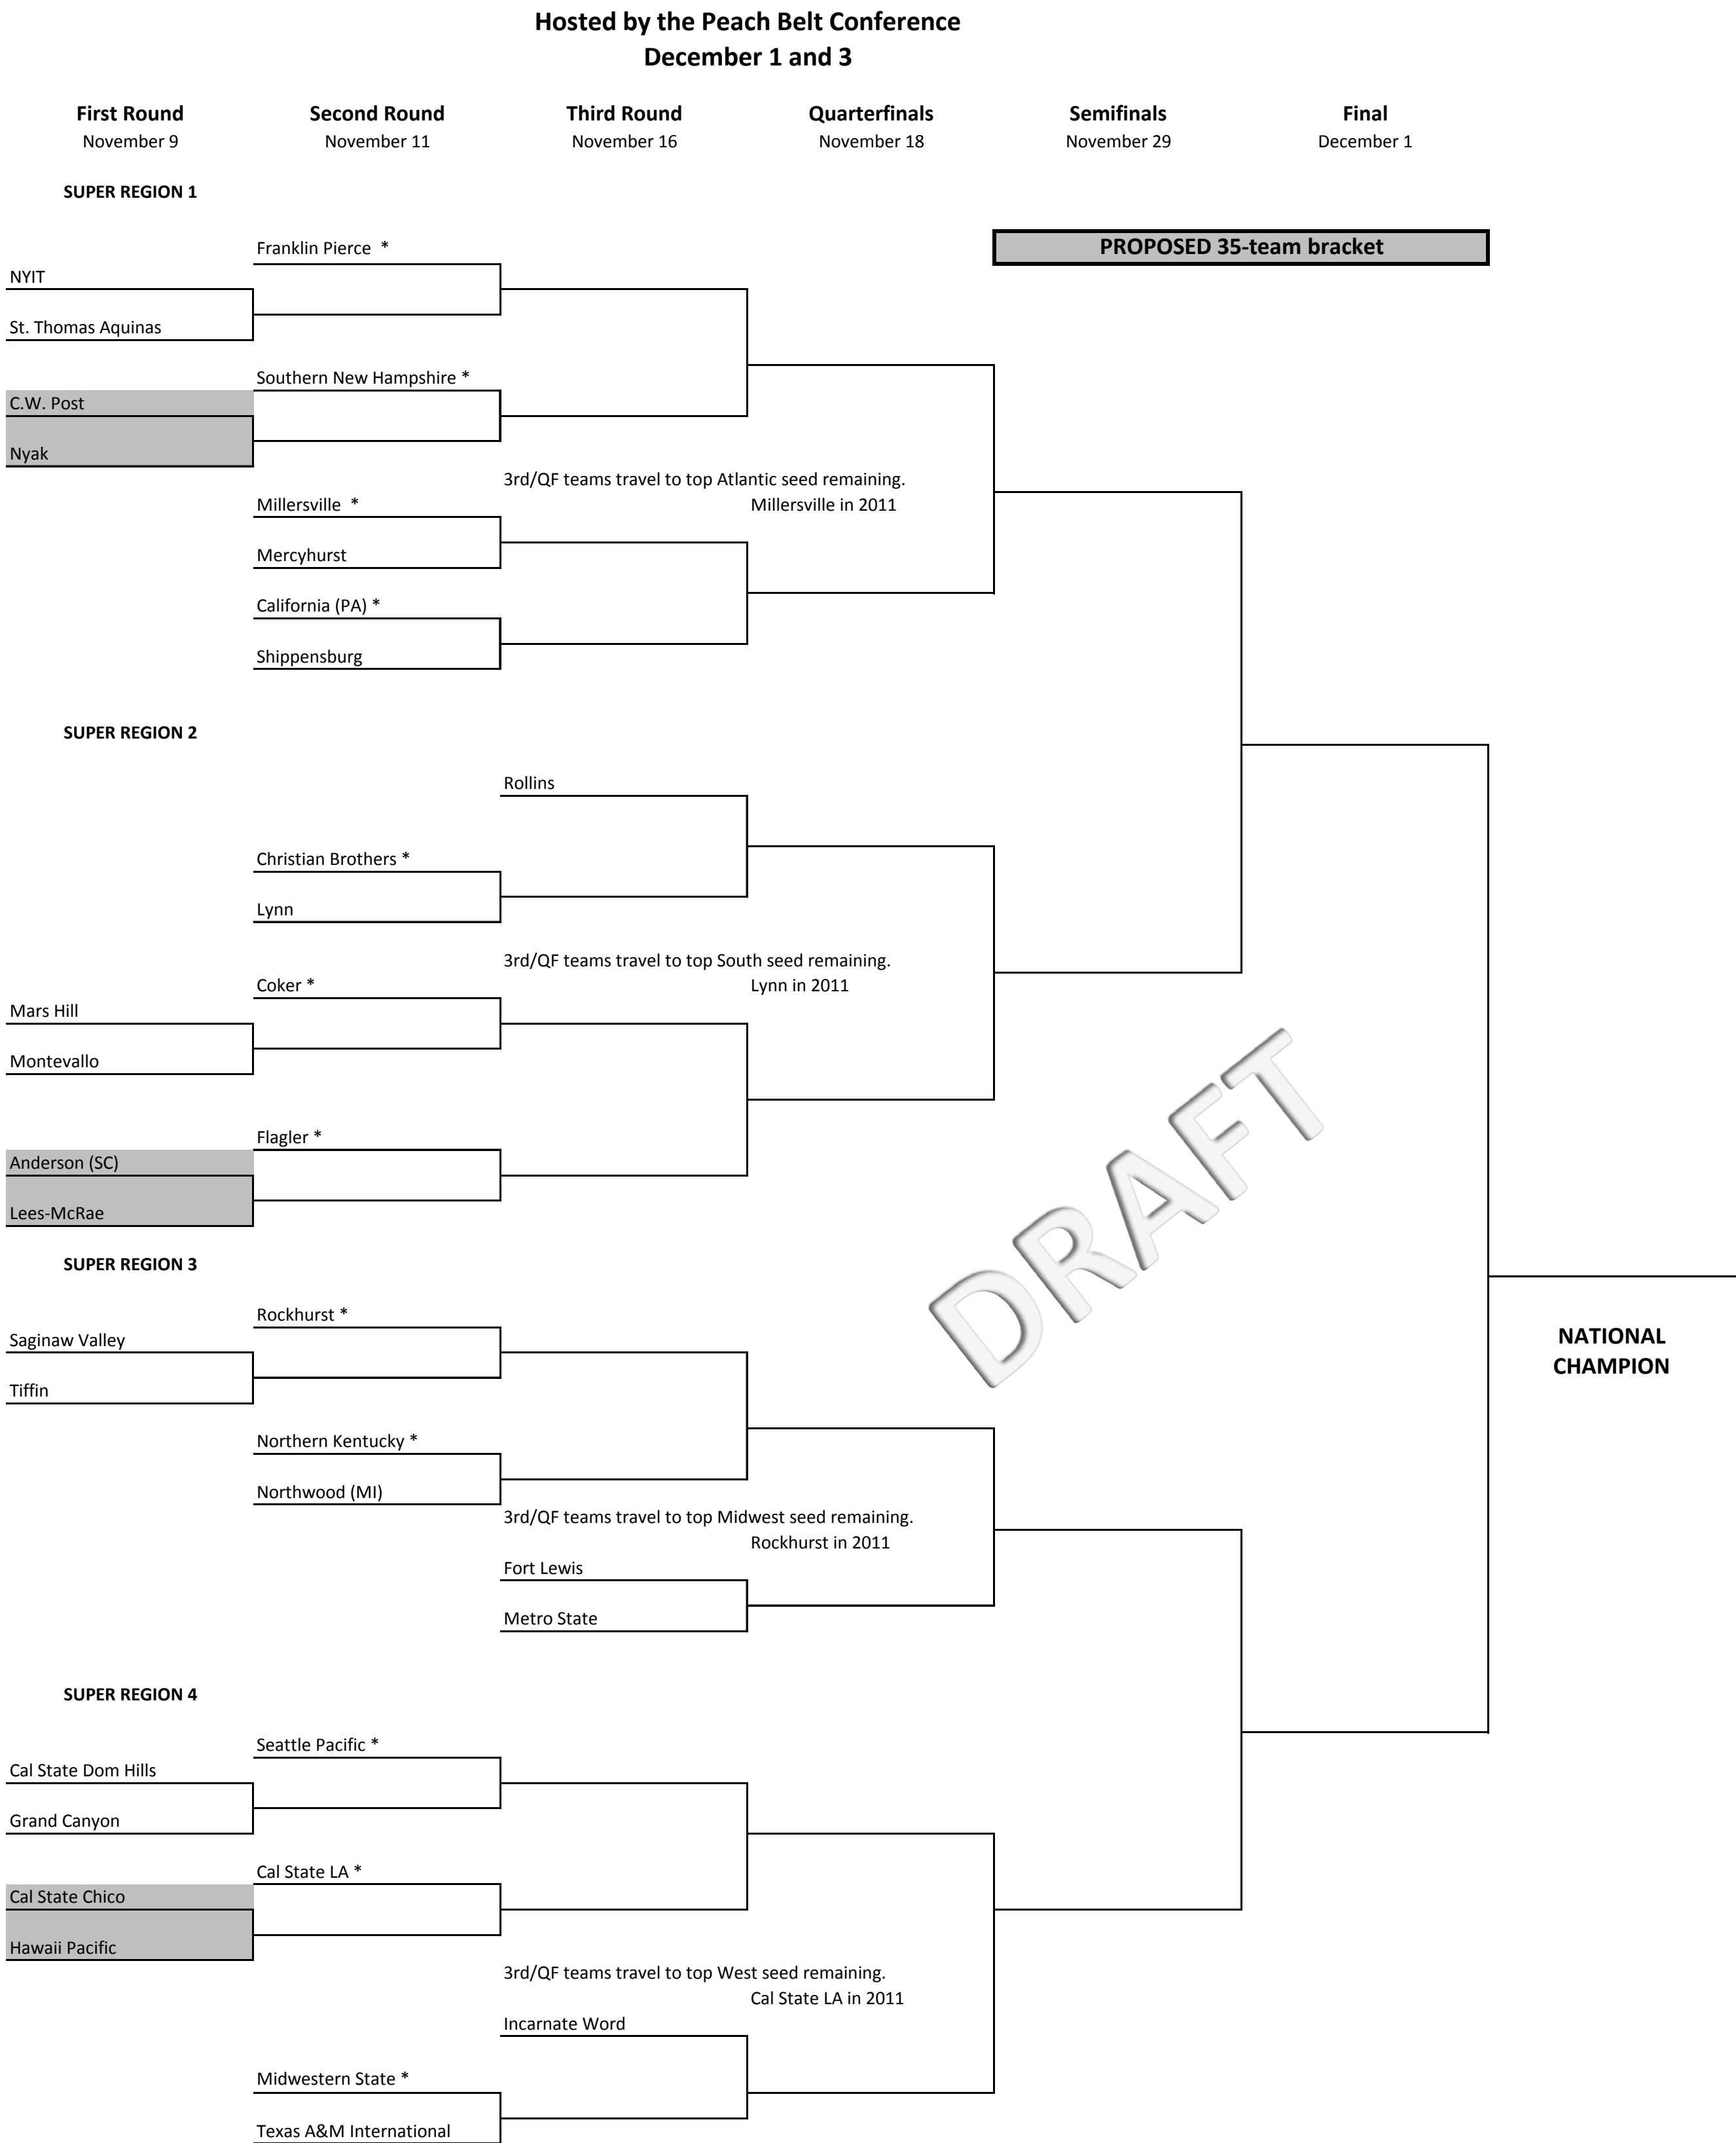 Hosted by the Peach Belt Conference
December 1 and 3
First Round Second Round Third Round Quarterfinals Semifinals Final
November 9 November 11 November 16 November 18 November 29 December 1
SUPER REGION 1
Franklin Pierce *
PROPOSED 35-team bracket
NYIT
St. Thomas Aquinas
Southern New Hampshire *
C.W. Post
Nyak
3rd/QF teams travel to top Atlantic seed remaining.
Millersville * Millersville in 2011
Mercyhurst
California (PA) *
Shippensburg
SUPER REGION 2
Rollins
Christian Brothers *
Lynn
3rd/QF teams travel to top South seed remaining.
Coker * Lynn in 2011
Mars Hill
Montevallo
Flagler *
Anderson (SC)
Lees-McRae
DRAFT
SUPER REGION 3
Rockhurst *
Saginaw Valley
Tiffin
NATIONAL
CHAMPION
Northern Kentucky *
Northwood (MI)
3rd/QF teams travel to top Midwest seed remaining.
Rockhurst in 2011
Fort Lewis
Metro State
SUPER REGION 4
Seattle Pacific *
Cal State Dom Hills
Grand Canyon
Cal State LA *
Cal State Chico
Hawaii Pacific
3rd/QF teams travel to top West seed remaining.
Cal State LA in 2011
Incarnate Word
Midwestern State *
Texas A&M International